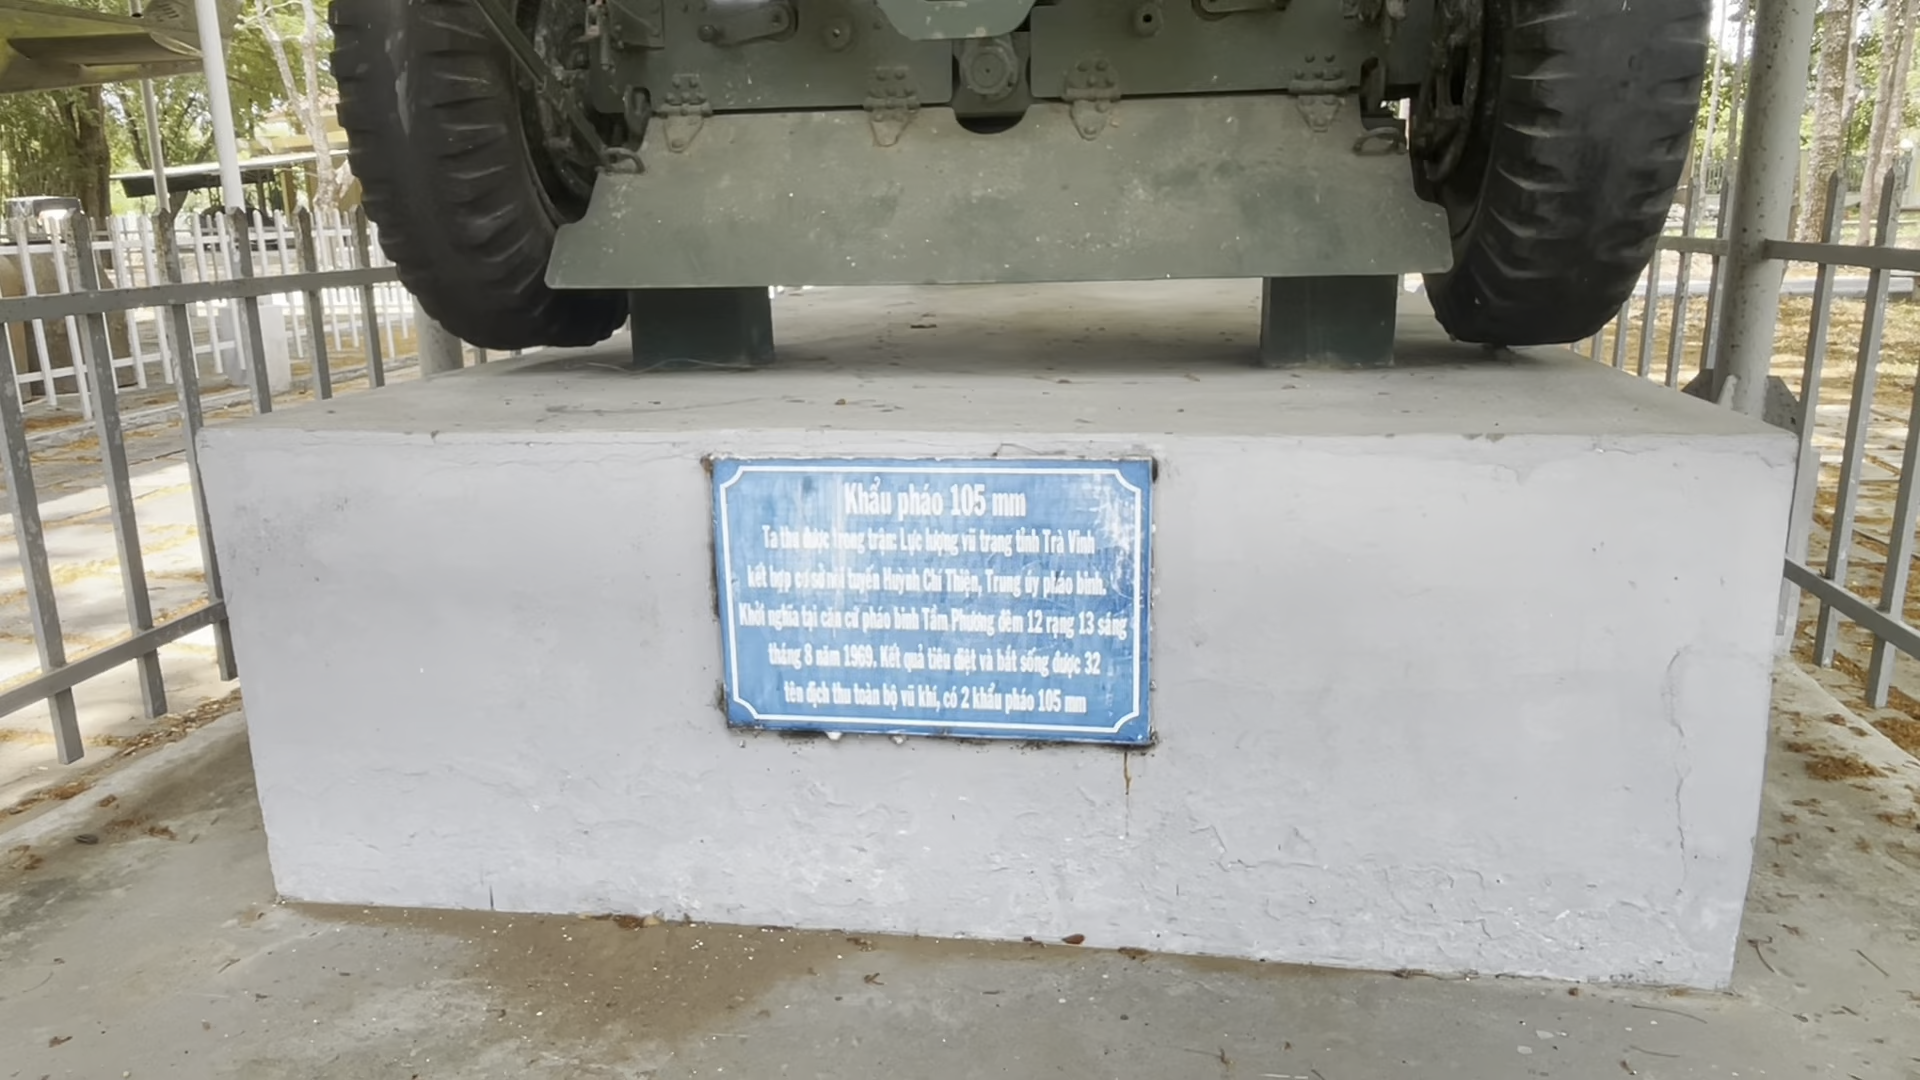 Khẩu pháo 105 mm
Ta thu được trong trận: Lực lượng vũ trang tỉnh Trà Vinh
kết hợp cơ sở nội tuyến Huỳnh Chí Thiện, Trung úy pháo binh.
Khởi nghĩa tại căn cứ pháo binh Tầm Phương đêm 12 rạng 13 sáng
tháng 8 năm 1969. Kết quả tiêu diệt và bắt sống được 32
tên địch thu toàn bộ vũ khí, có 2 khẩu pháo 105 mm